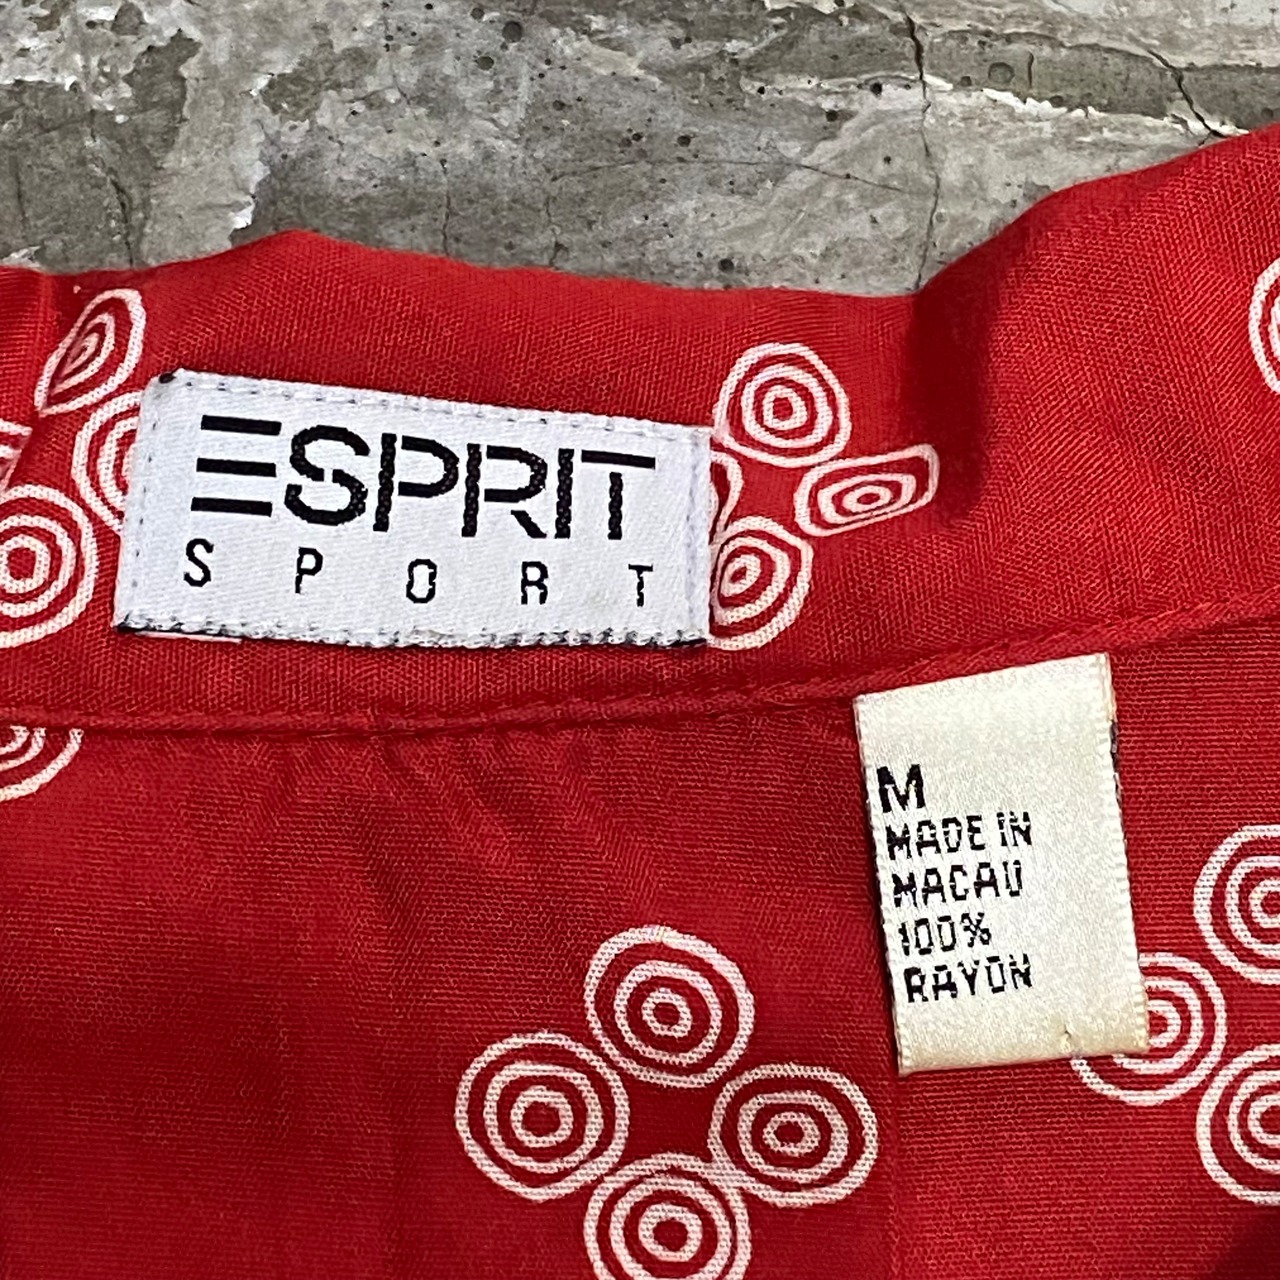 ESPRIT
SPORT
M
MADE IN
MACAU
100%
RAYON